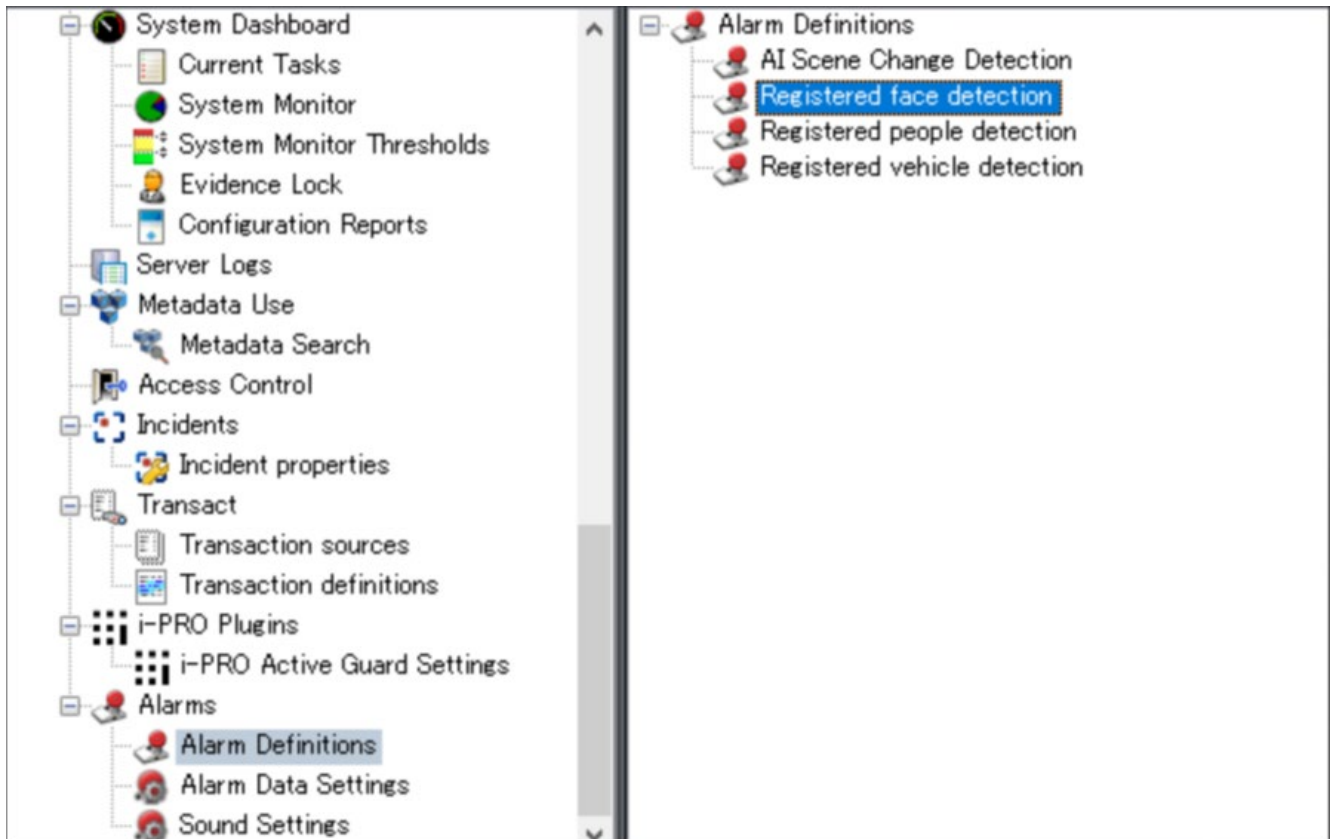 System Dashboard
Current Tasks
System Monitor
System Monitor Thresholds
Evidence Lock
Configuration Reports
Server Logs
Metadata Use
Metadata Search
Access Control
Incidents
Incident properties
Transact
Transaction sources
Transaction definitions
i-PRO Plugins
i-PRO Active Guard Settings
Alarms
Alarm Definitions
Alarm Data Settings
Sound Settings
Alarm Definitions
AI Scene Change Detection
Registered face detection
Registered people detection
Registered vehicle detection